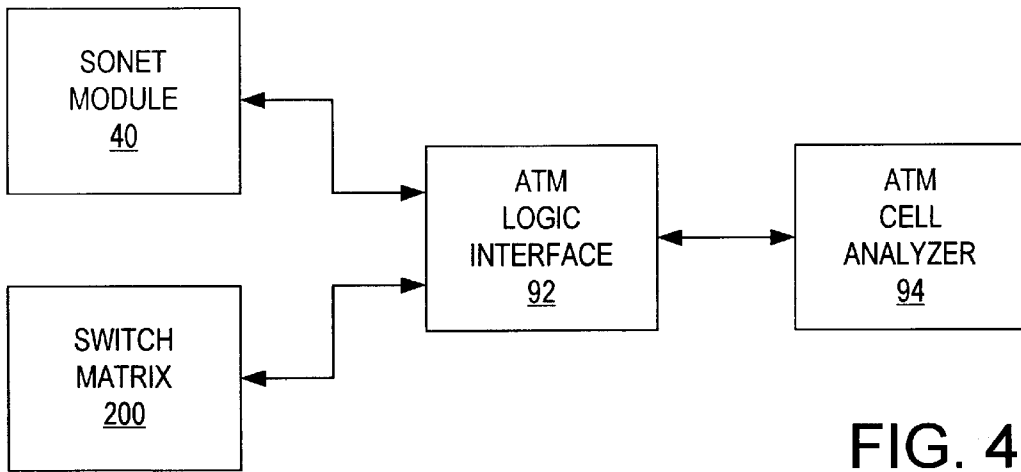 SONET
MODULE
40
ATM
LOGIC
INTERFACE
92
ATM
CELL
ANALYZER
94
SWITCH
MATRIX
200
FIG. 4